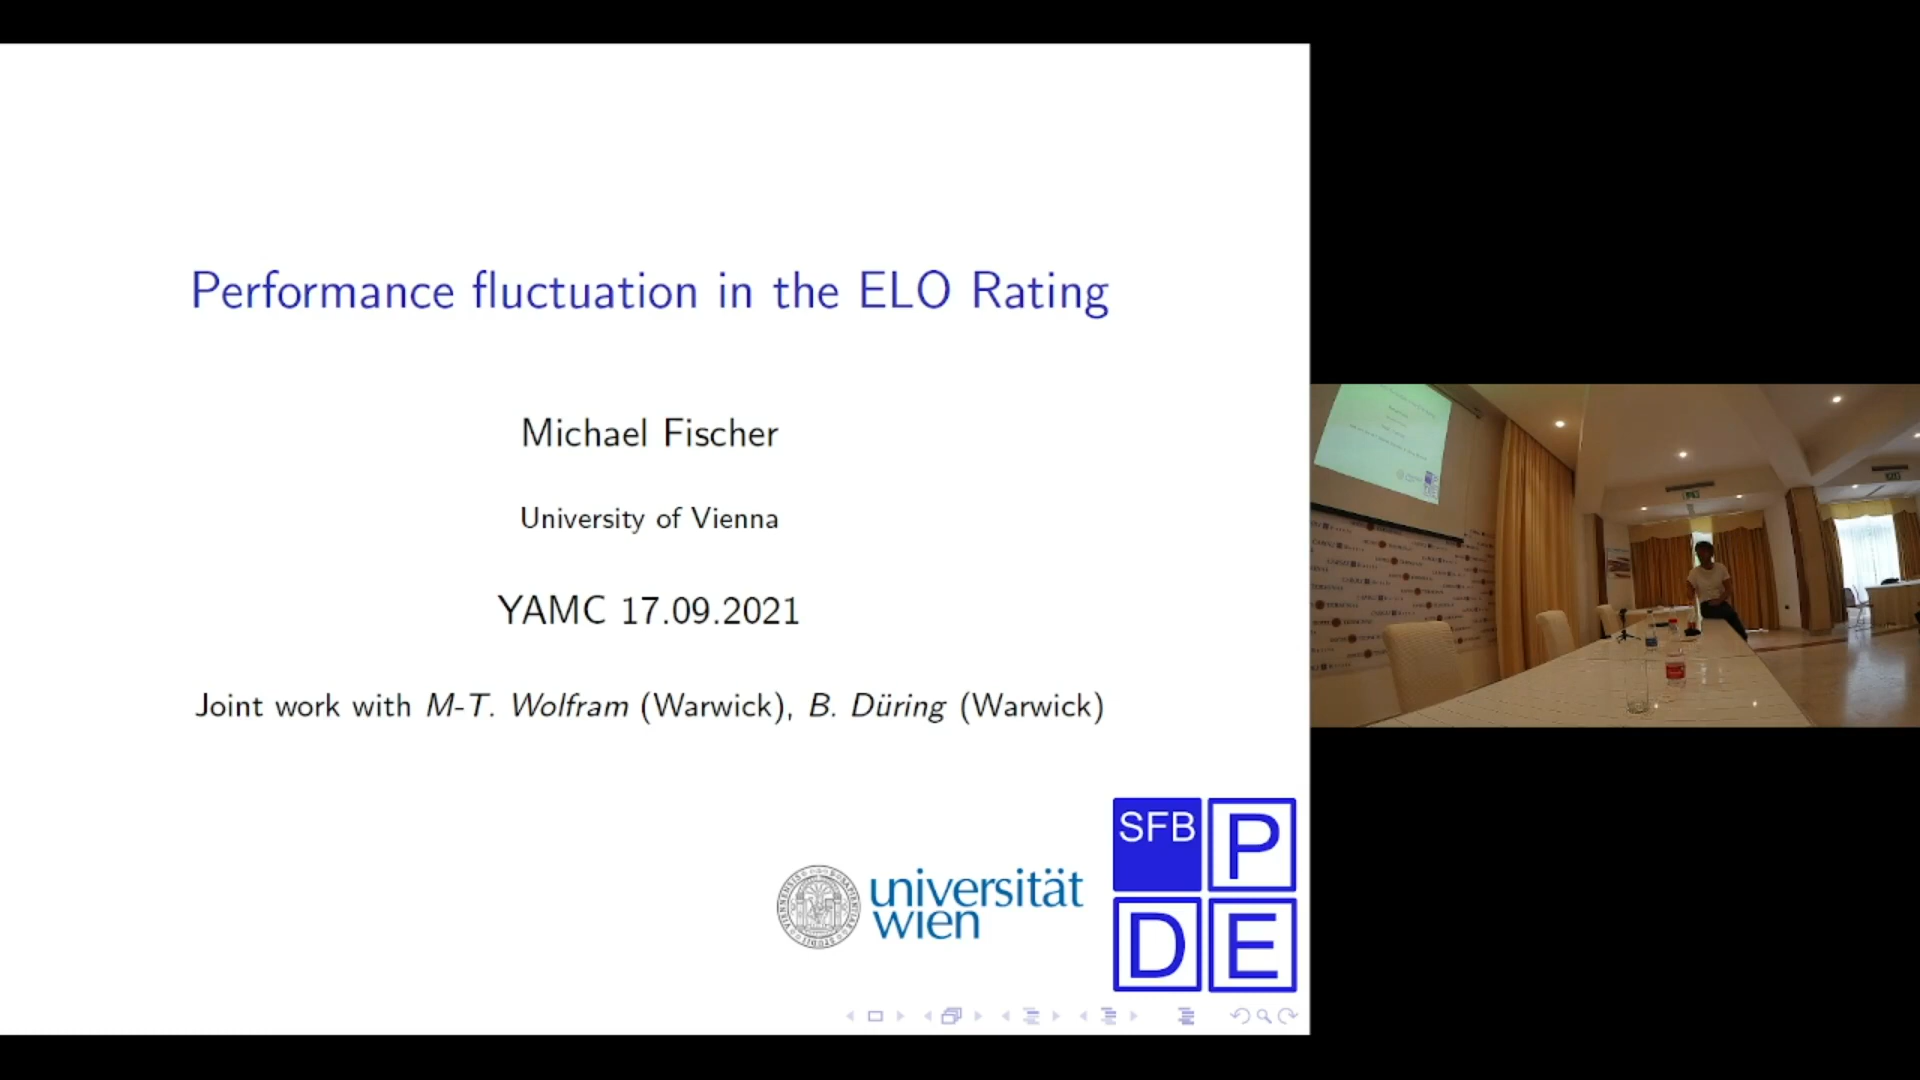 Performance fluctuation in the ELO Rating
Michael Fischer
University of Vienna
YAMC 17.09.2021
Joint work with M-T. Wolfram (Warwick), B. Düring (Warwick)
universität
wien
SFB P
D E